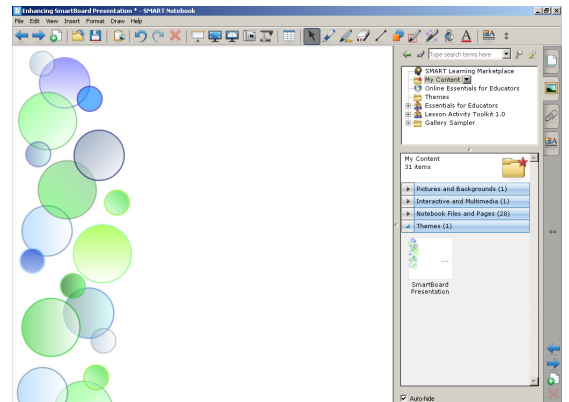 Enhancing SmartBoard Presentation * - SMART Notebook
File Edit View Insert Format Draw Help
Type search terms here
SMART Learning Marketplace
My Content
Online Essentials for Educators
Themes
Essentials for Educators
Lesson Activity Toolkit 1.0
Gallery Sampler
My Content
31 items
Pictures and Backgrounds (1)
Interactive and Multimedia (1)
Notebook Files and Pages (28)
Themes (1)
SmartBoard
Presentation
Auto-hide